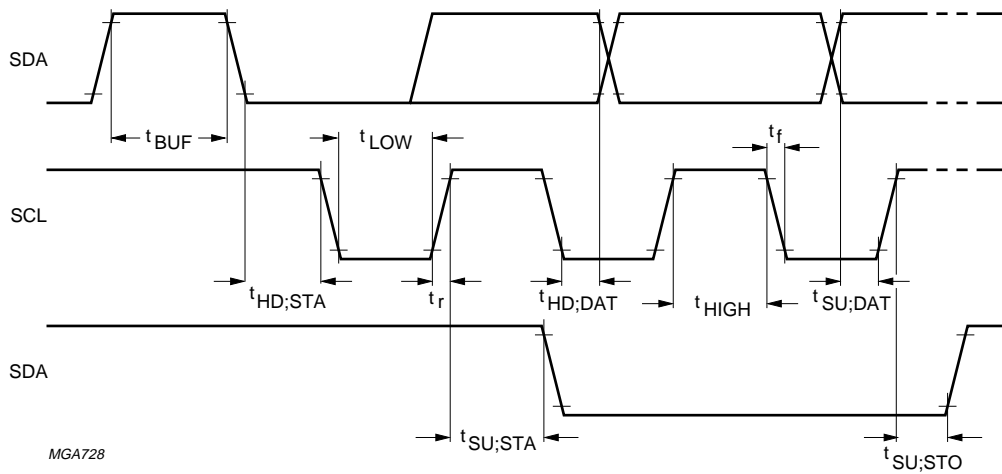 SDA
t BUF
t LOW
t f
SCL
t HD;STA
t r
t HD;DAT
t HIGH
t SU;DAT
SDA
t SU;STA
t SU;STO
MGA728